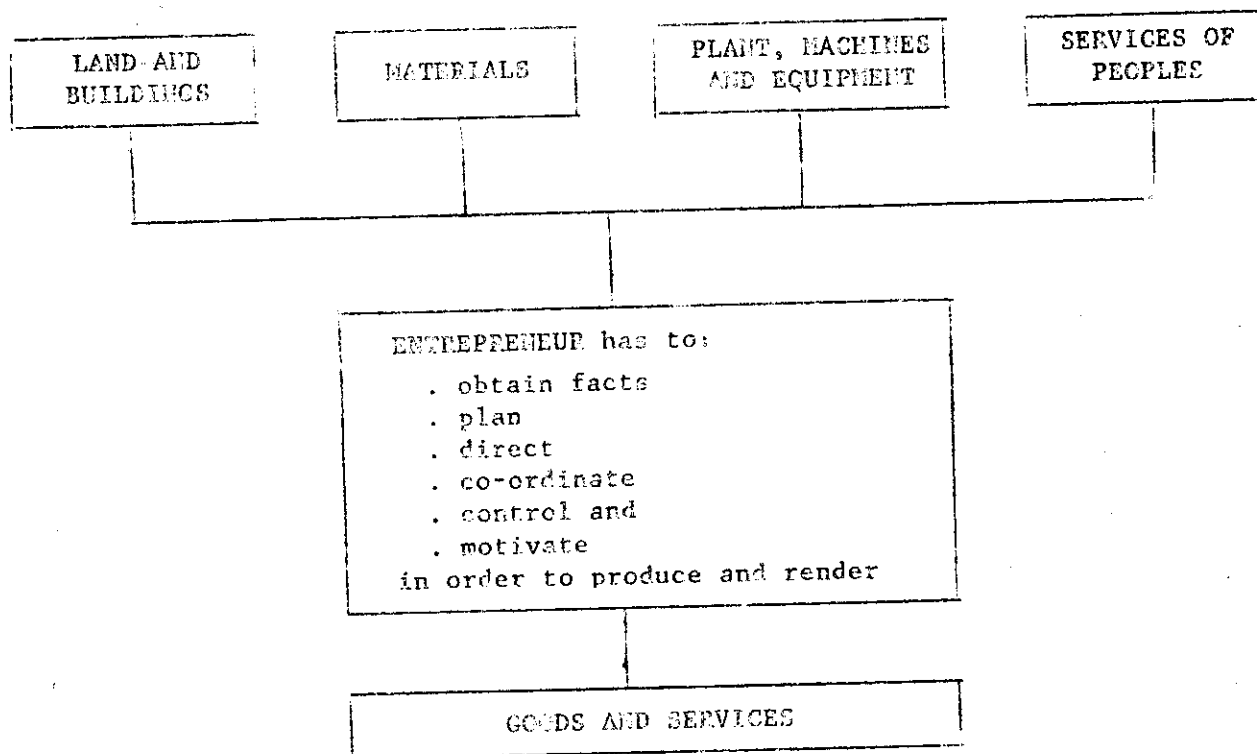 LAND AND
BUILDINGS
MATERIALS
PLANT, MACHINES
AND EQUIPMENT
SERVICES OF
PEOPLES
ENTREPRENEUR has to:
. obtain facts
. plan
. direct
. co-ordinate
. control and
. motivate
in order to produce and render
GOODS AND SERVICES